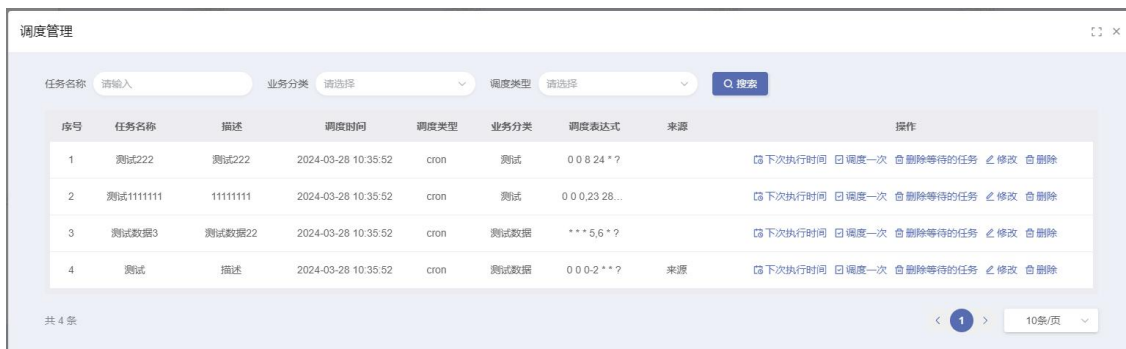 调度管理
任务名称 请输入 业务分类 请选择 调度类型 请选择 搜索
序号 任务名称 描述 调度时间 调度类型 业务分类 调度表达式 来源 操作
1 测试222 测试222 2024-03-28 10:35:52 cron 测试 0 0 8 24 * ? 下次执行时间 调度一次 删除等待的任务 修改 删除
2 测试1111111 11111111 2024-03-28 10:35:52 cron 测试 0 0 0,23 28... 下次执行时间 调度一次 删除等待的任务 修改 删除
3 测试数据3 测试数据22 2024-03-28 10:35:52 cron 测试数据 * * * 5,6 * ? 下次执行时间 调度一次 删除等待的任务 修改 删除
4 测试 描述 2024-03-28 10:35:52 cron 测试数据 0 0 0-2 * * ? 来源 下次执行时间 调度一次 删除等待的任务 修改 删除
共 4 条 1 10条/页